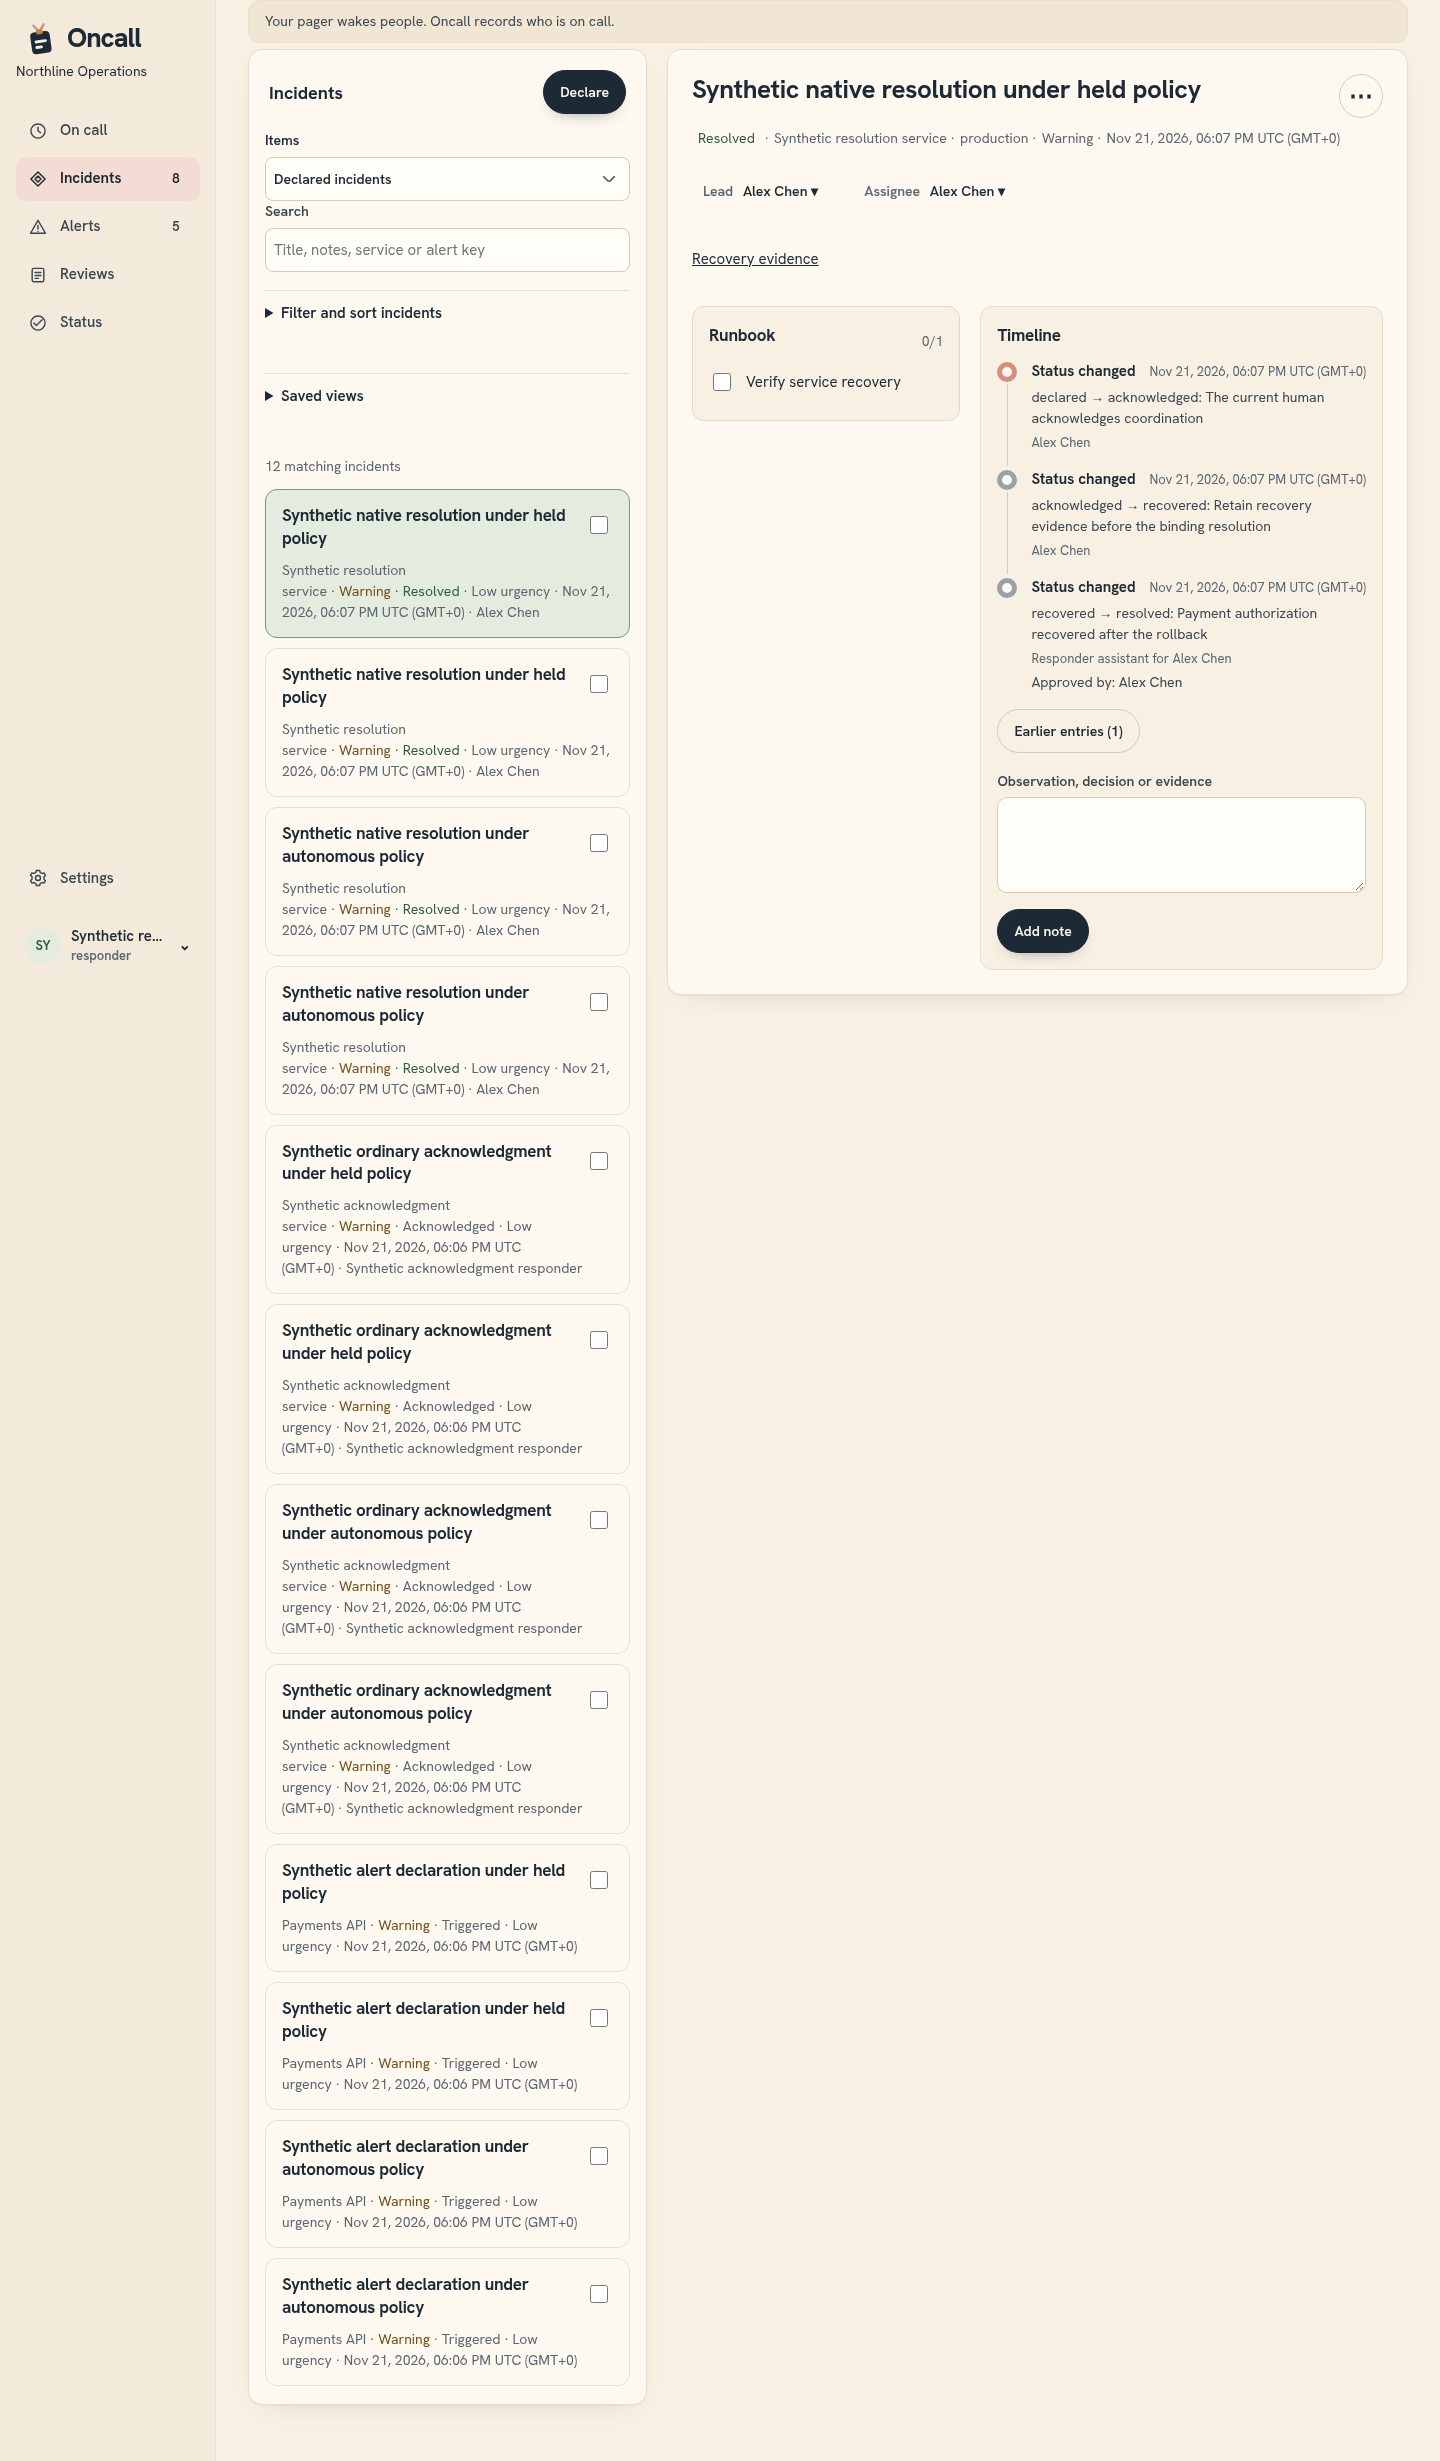 Oncall
Northline Operations
On call
Incidents 8
Alerts 5
Reviews
Status
Settings
SY
Synthetic re...
responder
Your pager wakes people. Oncall records who is on call.
Incidents
Declare
Items
Declared incidents
Search
Title, notes, service or alert key
Filter and sort incidents
Saved views
12 matching incidents
Synthetic native resolution under held
policy
Synthetic resolution
service · Warning · Resolved · Low urgency · Nov 21,
2026, 06:07 PM UTC (GMT+0) · Alex Chen
Synthetic native resolution under held
policy
Synthetic resolution
service · Warning · Resolved · Low urgency · Nov 21,
2026, 06:07 PM UTC (GMT+0) · Alex Chen
Synthetic native resolution under
autonomous policy
Synthetic resolution
service · Warning · Resolved · Low urgency · Nov 21,
2026, 06:07 PM UTC (GMT+0) · Alex Chen
Synthetic native resolution under
autonomous policy
Synthetic resolution
service · Warning · Resolved · Low urgency · Nov 21,
2026, 06:07 PM UTC (GMT+0) · Alex Chen
Synthetic ordinary acknowledgment
under held policy
Synthetic acknowledgment
service · Warning · Acknowledged · Low
urgency · Nov 21, 2026, 06:06 PM UTC
(GMT+0) · Synthetic acknowledgment responder
Synthetic ordinary acknowledgment
under held policy
Synthetic acknowledgment
service · Warning · Acknowledged · Low
urgency · Nov 21, 2026, 06:06 PM UTC
(GMT+0) · Synthetic acknowledgment responder
Synthetic ordinary acknowledgment
under autonomous policy
Synthetic acknowledgment
service · Warning · Acknowledged · Low
urgency · Nov 21, 2026, 06:06 PM UTC
(GMT+0) · Synthetic acknowledgment responder
Synthetic ordinary acknowledgment
under autonomous policy
Synthetic acknowledgment
service · Warning · Acknowledged · Low
urgency · Nov 21, 2026, 06:06 PM UTC
(GMT+0) · Synthetic acknowledgment responder
Synthetic alert declaration under held
policy
Payments API · Warning · Triggered · Low
urgency · Nov 21, 2026, 06:06 PM UTC (GMT+0)
Synthetic alert declaration under held
policy
Payments API · Warning · Triggered · Low
urgency · Nov 21, 2026, 06:06 PM UTC (GMT+0)
Synthetic alert declaration under
autonomous policy
Payments API · Warning · Triggered · Low
urgency · Nov 21, 2026, 06:06 PM UTC (GMT+0)
Synthetic alert declaration under
autonomous policy
Payments API · Warning · Triggered · Low
urgency · Nov 21, 2026, 06:06 PM UTC (GMT+0)
Synthetic native resolution under held policy
Resolved · Synthetic resolution service · production · Warning · Nov 21, 2026, 06:07 PM UTC (GMT+0)
Lead Alex Chen ▾ Assignee Alex Chen ▾
Recovery evidence
Runbook 0/1
Verify service recovery
Timeline
Status changed Nov 21, 2026, 06:07 PM UTC (GMT+0)
declared → acknowledged: The current human
acknowledges coordination
Alex Chen
Status changed Nov 21, 2026, 06:07 PM UTC (GMT+0)
acknowledged → recovered: Retain recovery
evidence before the binding resolution
Alex Chen
Status changed Nov 21, 2026, 06:07 PM UTC (GMT+0)
recovered → resolved: Payment authorization
recovered after the rollback
Responder assistant for Alex Chen
Approved by: Alex Chen
Earlier entries (1)
Observation, decision or evidence
Add note